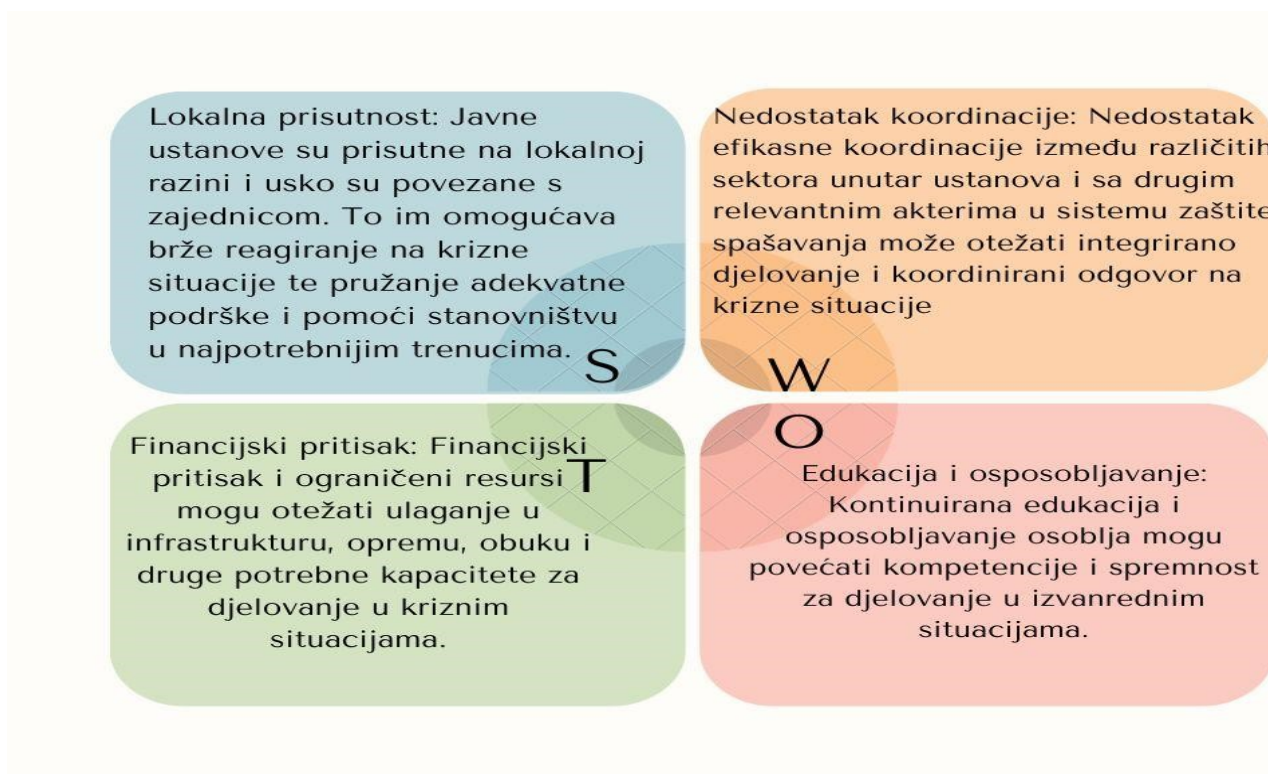 Lokalna prisutnost: Javne
ustanove su prisutne na lokalnoj
razini i usko su povezane s
zajednicom. To im omogućava
brže reagiranje na krizne
situacije te pružanje adekvatne
podrške i pomoći stanovništvu
u najpotrebnijim trenucima.
S
Nedostatak koordinacije: Nedostatak
efikasne koordinacije između različitih
sektora unutar ustanova i sa drugim
relevantnim akterima u sistemu zaštite
spašavanja može otežati integrirano
djelovanje i koordinirani odgovor na
krizne situacije
W
Financijski pritisak: Financijski
pritisak i ograničeni resursi
mogu otežati ulaganje u
infrastrukturu, opremu, obuku i
druge potrebne kapacitete za
djelovanje u kriznim
situacijama.
T
O
Edukacija i osposobljavanje:
Kontinuirana edukacija i
osposobljavanje osoblja mogu
povećati kompetencije i spremnost
za djelovanje u izvanrednim
situacijama.